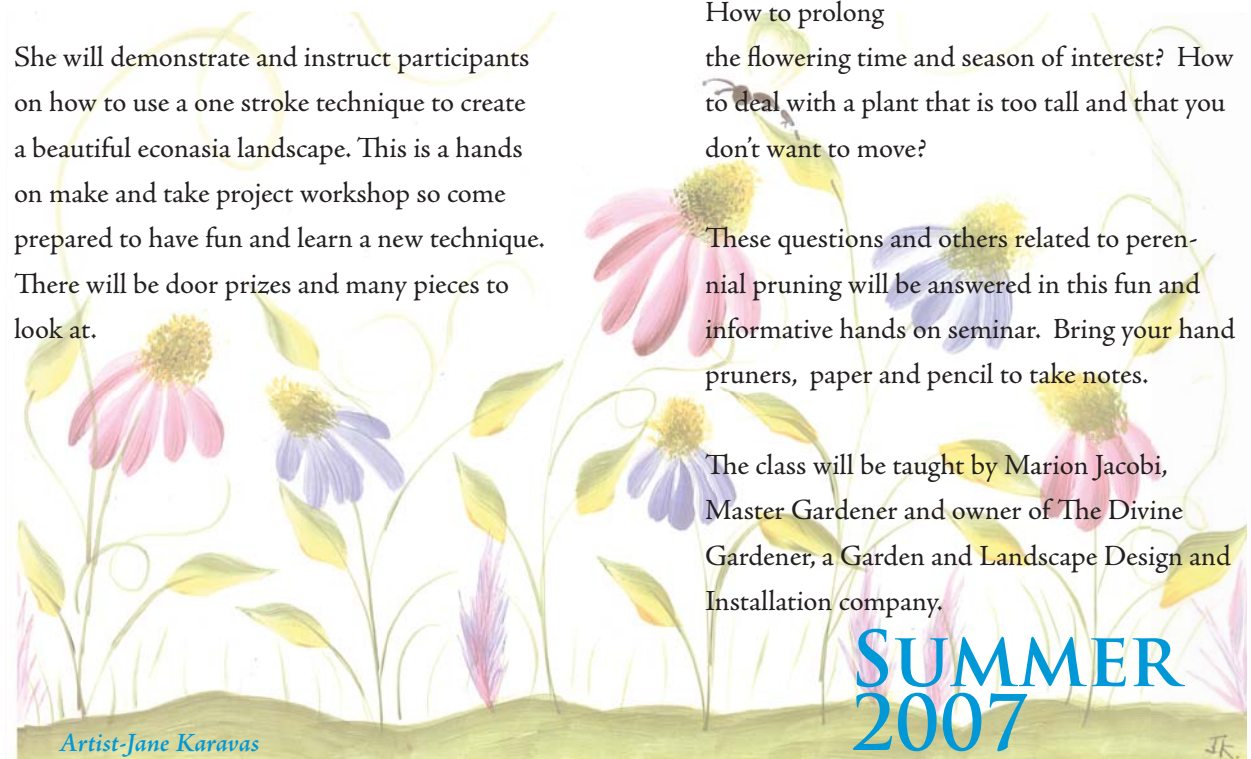 She will demonstrate and instruct participants
on how to use a one stroke technique to create
a beautiful econasia landscape. This is a hands
on make and take project workshop so come
prepared to have fun and learn a new technique.
There will be door prizes and many pieces to
look at.
How to prolong
the flowering time and season of interest?  How
to deal with a plant that is too tall and that you
don't want to move?
These questions and others related to peren-
nial pruning will be answered in this fun and
informative hands on seminar.  Bring your hand
pruners,  paper and pencil to take notes.
The class will be taught by Marion Jacobi,
Master Gardener and owner of The Divine
Gardener, a Garden and Landscape Design and
Installation company.
SUMMER
2007
Artist-Jane Karavas
JK.